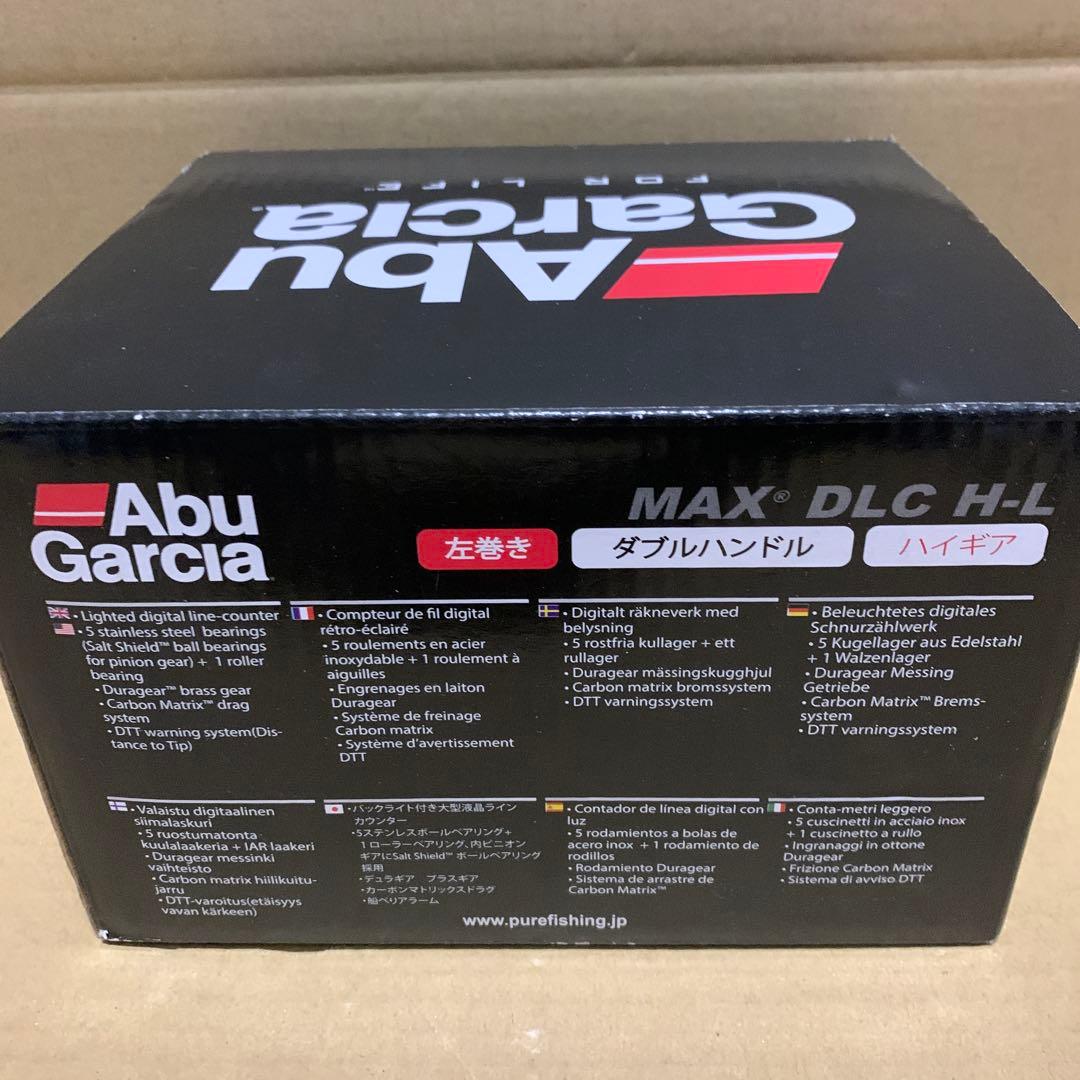 Abu
Garcia
FOR LIFE™
Abu
Garcia
MAX® DLC H-L
左巻き
ダブルハンドル
ハイギア
・Lighted digital line-counter
・5 stainless steel bearings
(Salt Shield™ ball bearings
for pinion gear) + 1 roller
bearing
・Duragear™ brass gear
・Carbon Matrix™ drag
system
・DTT warning system(Dis-
tance to Tip)
・Compteur de fil digital
rétro-éclairé
・5 roulements en acier
inoxydable + 1 roulement à
aiguilles
・Engrenages en laiton
Duragear
・Système de freinage
Carbon matrix
・Système d'avertissement
DTT
・Digitalt räkneverk med
belysning
・5 rostfria kullager + ett
rullager
・Duragear mässingskugghjul
・Carbon matrix bromssystem
・DTT varningssystem
・Beleuchtetes digitales
Schnurzählwerk
・5 Kugellager aus Edelstahl
+ 1 Walzenlager
・Duragear Messing
Getriebe
・Carbon Matrix™ Brems-
system
・DTT varningssystem
・Valaistu digitaalinen
siimalaskuri
・5 ruostumatonta
kuulalaakeria + IAR laakeri
・Duragear messinki
vaihteisto
・Carbon matrix hiilikuitu-
jarru
・DTT-varoitus(etäisyys
vavan kärkeen)
・バックライト付き大型液晶ライン
カウンター
・5ステンレスボールベアリング+
1ローラーベアリング、内ピニオン
ギアにSalt Shield™ ボールベアリング
採用
・デュラギア ブラスギア
・カーボンマトリックスドラグ
・船べりアラーム
・Contador de línea digital con
luz
・5 rodamientos a bolas de
acero inox + 1 rodamiento de
rodillos
・Rodamiento Duragear
・Sistema de arrastre de
Carbon Matrix™
・Conta-metri leggero
・5 cuscinetti in acciaio inox
+ 1 cuscinetto a rullo
・Ingranaggi in ottone
Duragear
・Frizione Carbon Matrix
・Sistema di avviso DTT
www.purefishing.jp